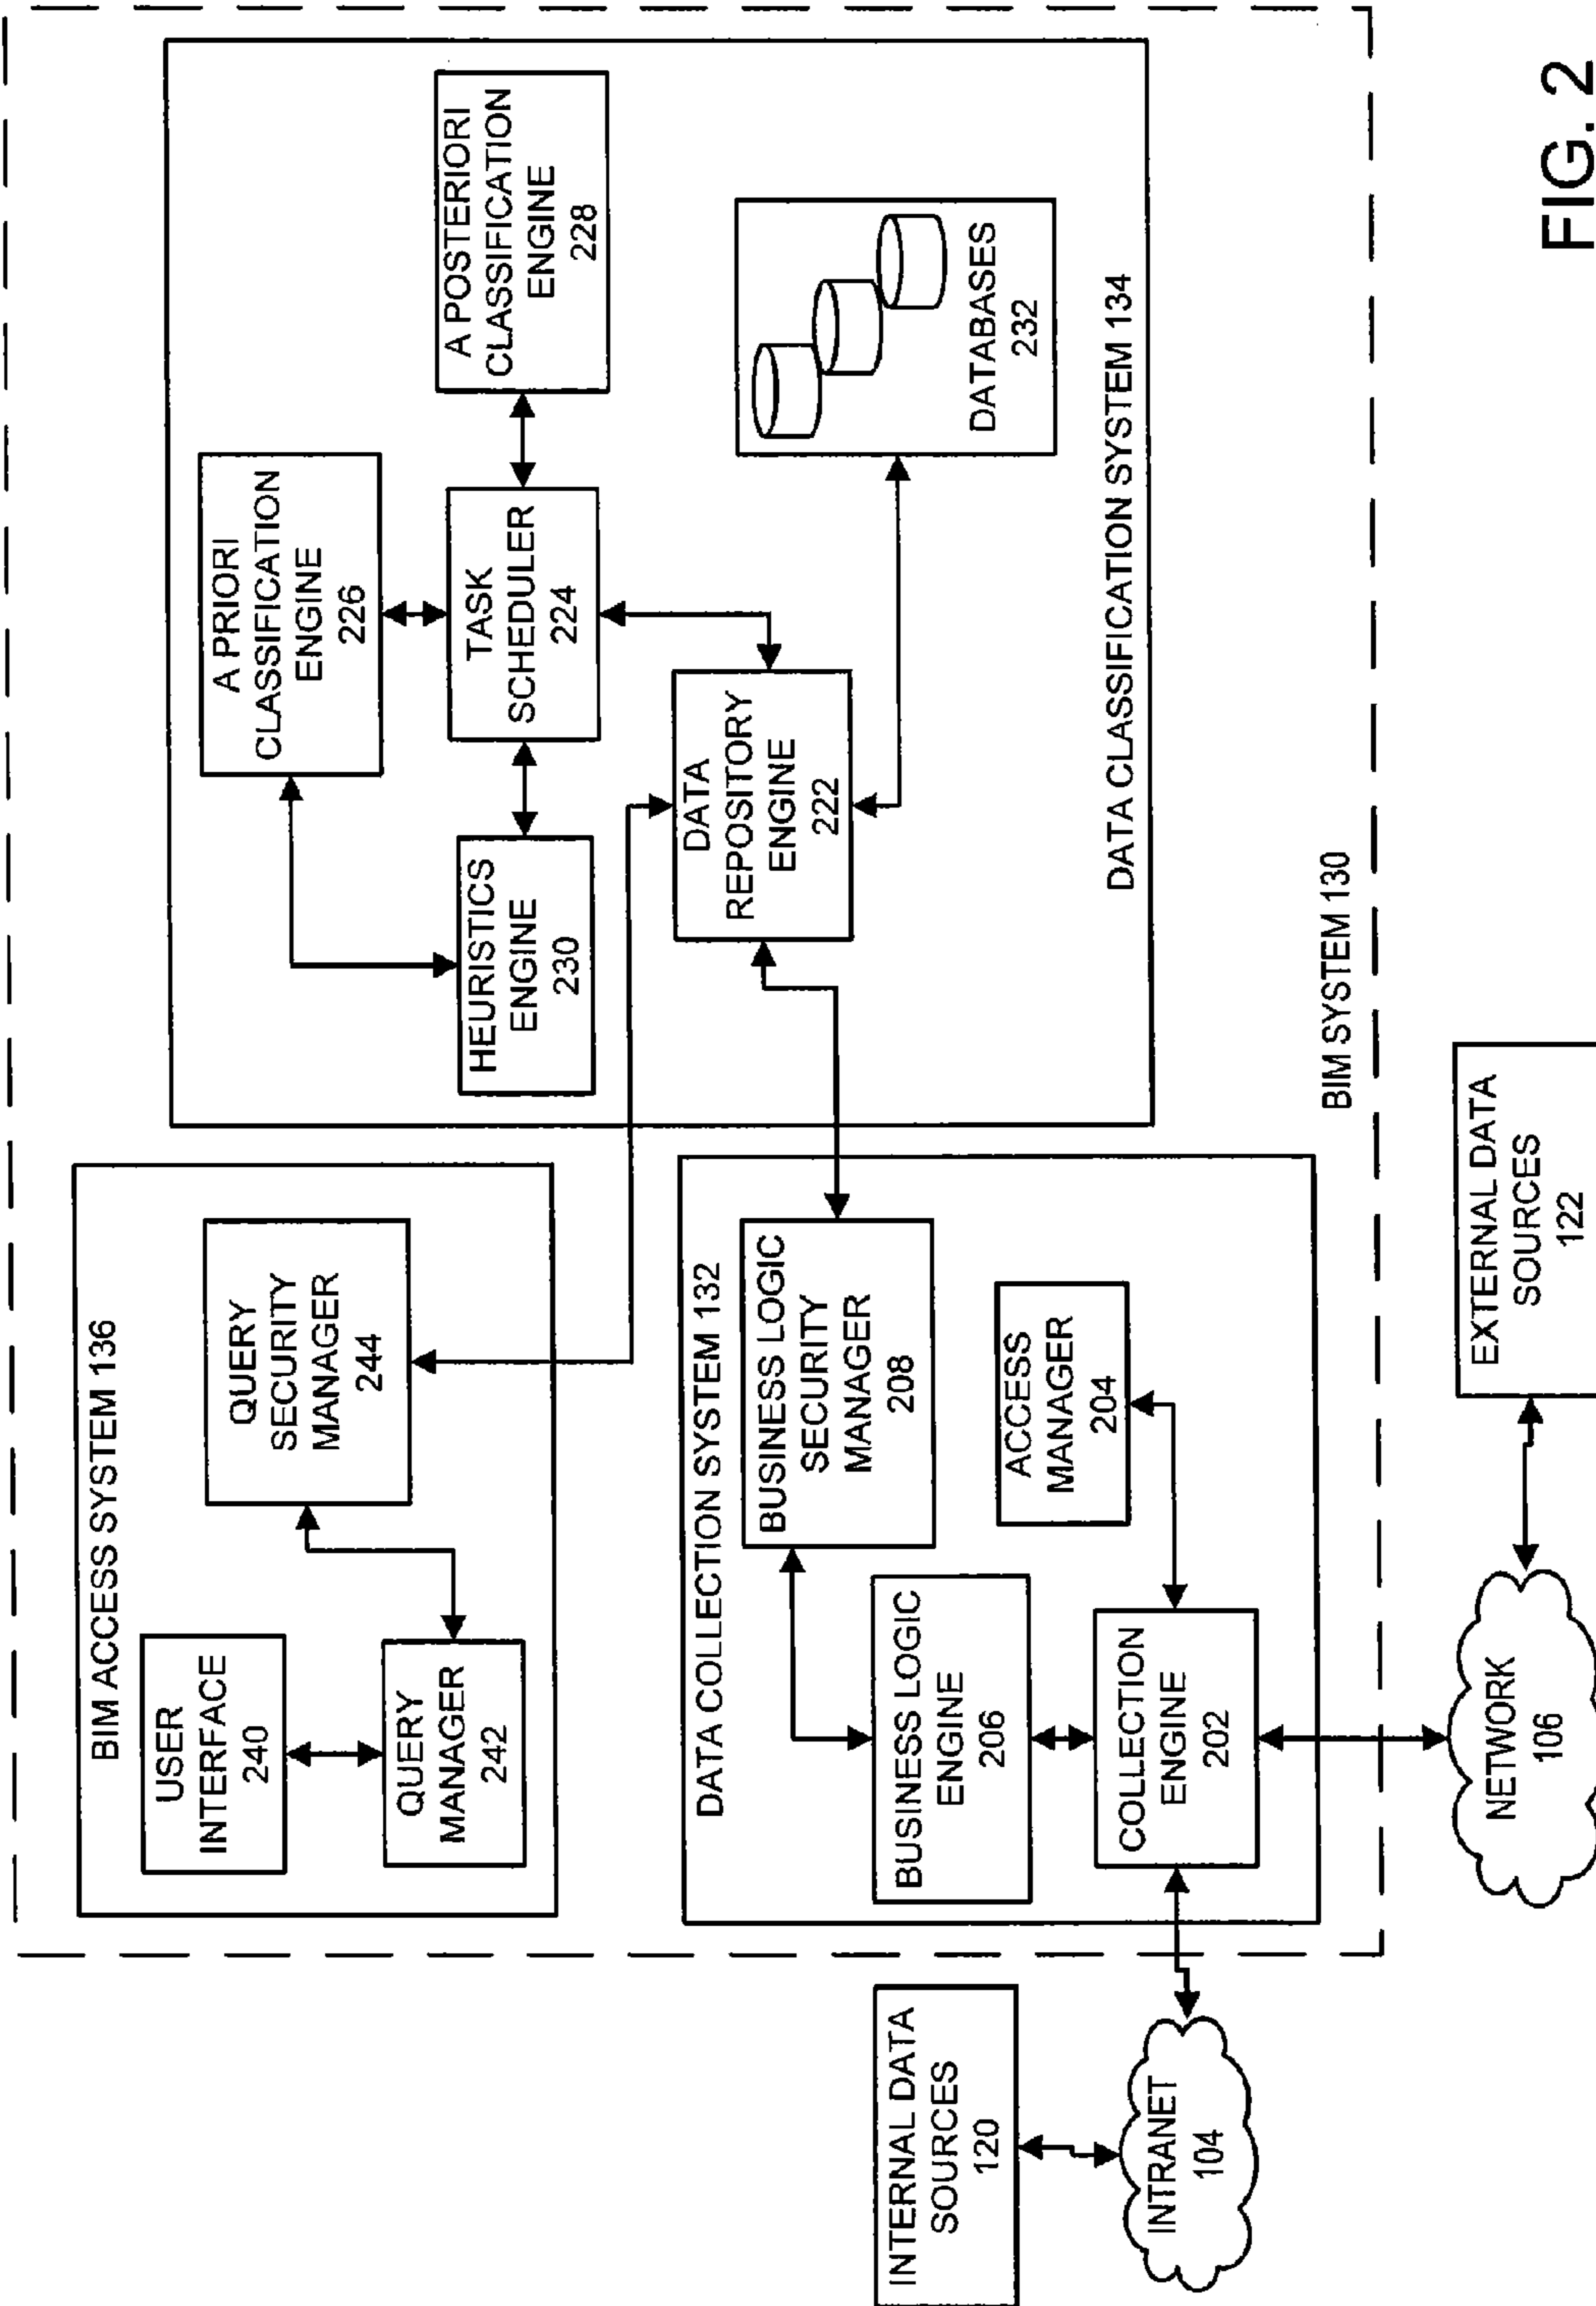 BIM ACCESS SYSTEM 136
USER
INTERFACE
240
QUERY
MANAGER
242
QUERY
SECURITY
MANAGER
244
DATA COLLECTION SYSTEM 132
BUSINESS LOGIC
SECURITY
MANAGER
208
BUSINESS LOGIC
ENGINE
206
ACCESS
MANAGER
204
COLLECTION
ENGINE
202
A PRIORI
CLASSIFICATION
ENGINE
226
A POSTERIORI
CLASSIFICATION
ENGINE
228
HEURISTICS
ENGINE
230
TASK
SCHEDULER
224
DATA
REPOSITORY
ENGINE
222
DATABASES
232
DATA CLASSIFICATION SYSTEM 134
BIM SYSTEM 130
INTERNAL DATA
SOURCES
120
INTRANET
104
NETWORK
106
EXTERNAL DATA
SOURCES
122
FIG. 2